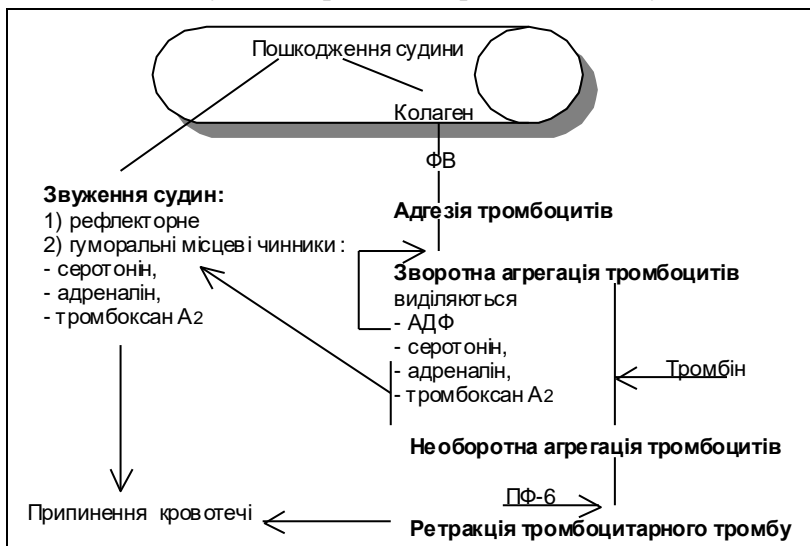 Пошкодження судини
Колаген
ФВ
Звуження судин:
1) рефлекторне
2) гуморальні місцеві чинники :
- серотонін,
- адреналін,
- тромбоксан А2
Адгезія тромбоцитів
Зворотна агрегація тромбоцитів
виділяються
- АДФ
- серотонін,
- адреналін,
- тромбоксан А2
Тромбін
Необоротна агрегація тромбоцитів
ПФ-6
Припинення кровотечі
Ретракція тромбоцитарного тромбу